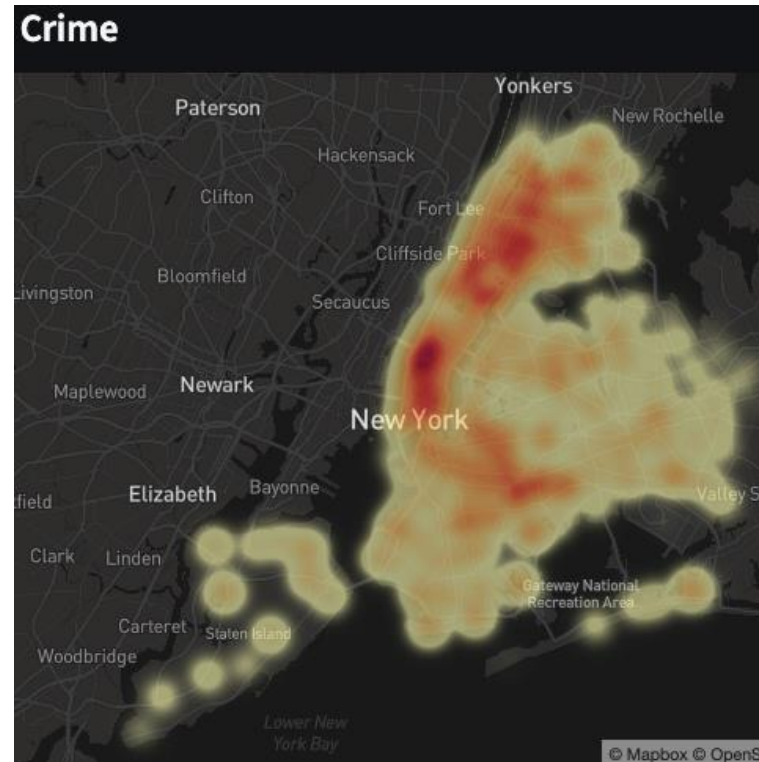 Crime
Yonkers
Paterson
New Rochelle
Hackensack
Clifton
Fort Lee
Cliffside Park
Bloomfield
Livingston
Secaucus
Newark
Maplewood
New York
Elizabeth
Bayonne
Valley S
field
Clark
Linden
Gateway National
Recreation Area
Carteret
Staten Island
Woodbridge
Lower New
York Bay
© Mapbox © OpenS